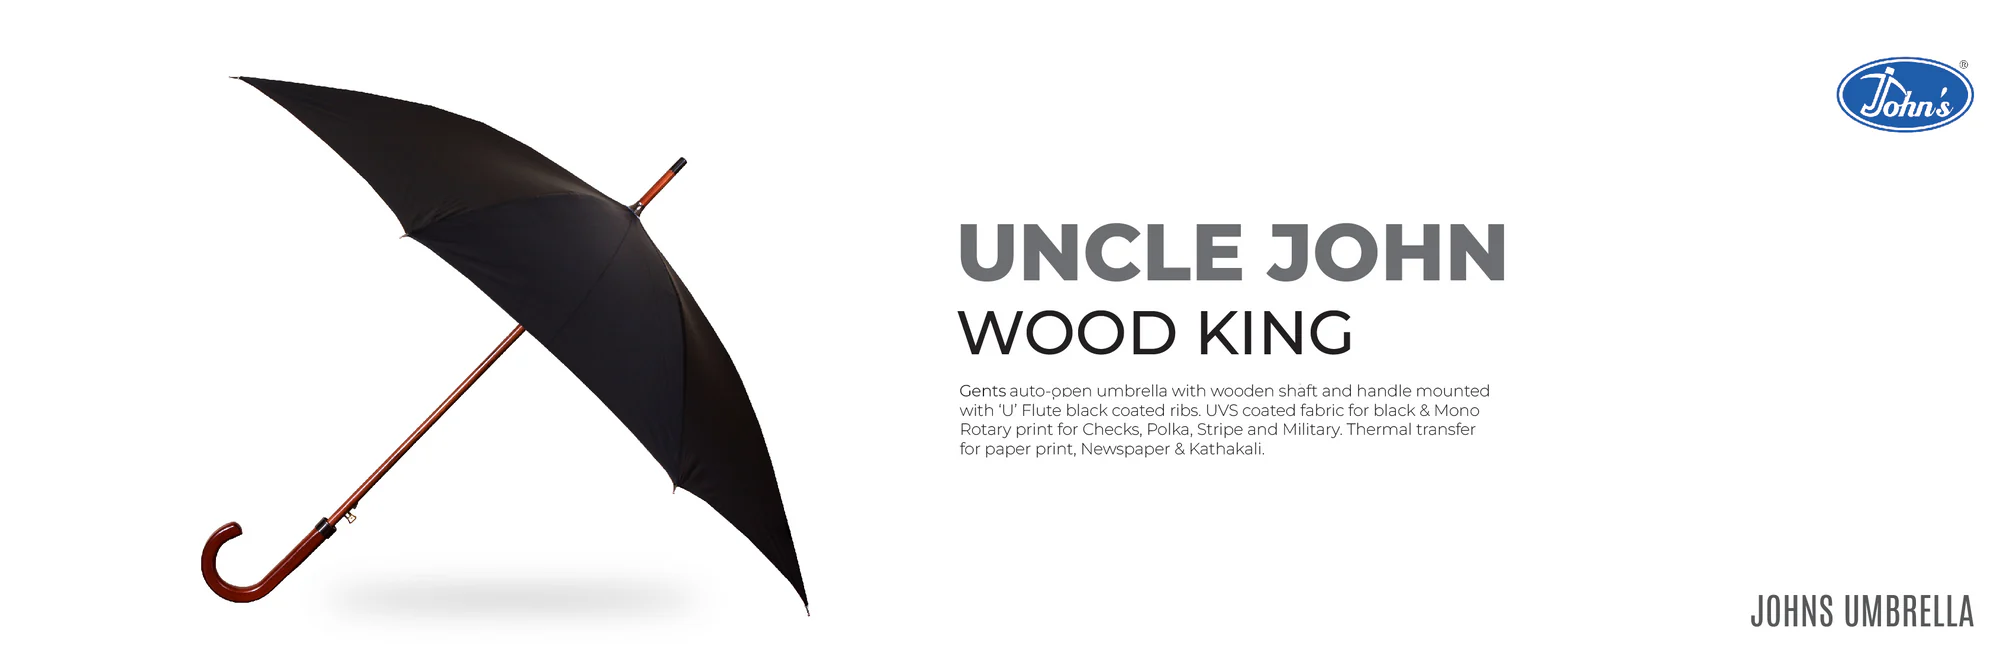 John's
®
UNCLE JOHN
WOOD KING
Gents auto-open umbrella with wooden shaft and handle mounted
with ‘U’ Flute black coated ribs. UVS coated fabric for black & Mono
Rotary print for Checks, Polka, Stripe and Military. Thermal transfer
for paper print, Newspaper & Kathakali.
JOHNS UMBRELLA